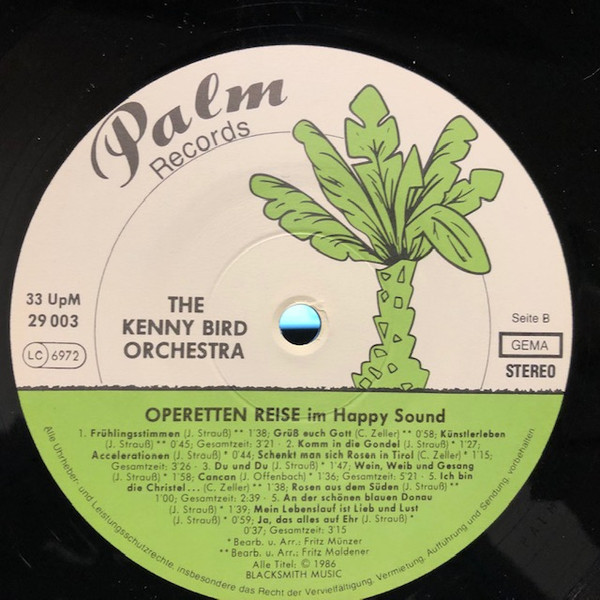 Palm
Records
33 UpM
29 003
LC 6972
THE
KENNY BIRD
ORCHESTRA
Seite B
GEMA
STEREO
OPERETTEN REISE im Happy Sound
1. Frühlingsstimmen (J. Strauß) ** 1'38; Grüß euch Gott (C. Zeller) ** 0'58; Künstlerleben
(J. Strauß) ** 0'45; Gesamtzeit: 3'21 · 2. Komm in die Gondel (J. Strauß) * 1'27;
Accelerationen (J. Strauß) * 0'44; Schenkt man sich Rosen in Tirol (C. Zeller) * 1'15;
Gesamtzeit: 3'26 · 3. Du und Du (J. Strauß) * 1'47; Wein, Weib und Gesang
(J. Strauß) * 1'58; Cancan (J. Offenbach) * 1'36; Gesamtzeit: 5'21 · 5. Ich bin
die Christel... (C. Zeller) ** 1'38; Rosen aus dem Süden (J. Strauß) **
1'00; Gesamtzeit: 2'39 · 5. An der schönen blauen Donau
(J. Strauß) * 1'39; Mein Lebenslauf ist Lieb und Lust
(J. Strauß) * 0'59; Ja, das alles auf Ehr (J. Strauß) *
0'37; Gesamtzeit: 3'15
* Bearb. u. Arr.: Fritz Münzer
** Bearb. u. Arr.: Fritz Maldener
Alle Titel: © 1986
BLACKSMITH MUSIC
Alle Urheber- und Leistungsschutzrechte, insbesondere das Recht der Vervielfältigung, Vermietung, Aufführung und Sendung, vorbehalten